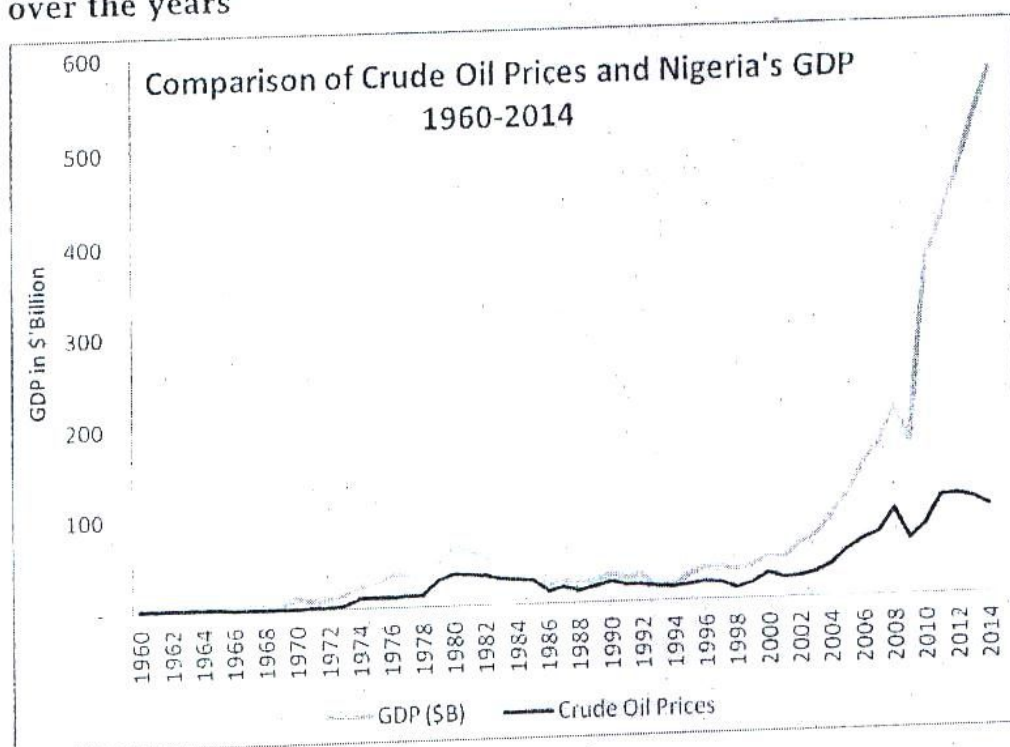 over the years
Comparison of Crude Oil Prices and Nigeria's GDP
1960-2014
GDP in $'Billion
600
500
400
300
200
100
-
1960 1962 1964 1966 1968 1970 1972 1974 1976 1978 1980 1982 1984 1986 1988 1990 1992 1994 1996 1998 2000 2002 2004 2006 2008 2010 2012 2014
GDP ($B) Crude Oil Prices